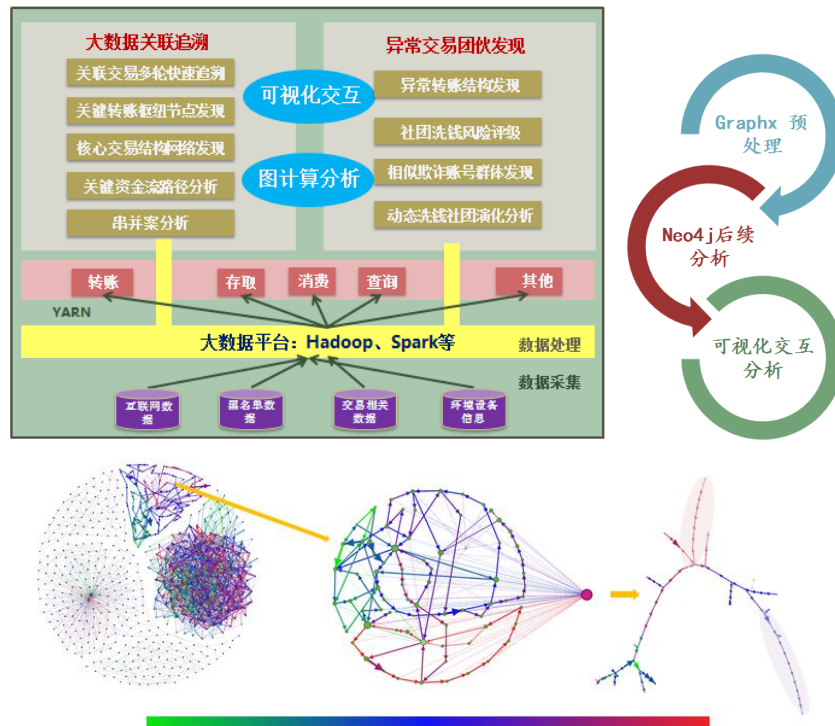 大数据关联追溯
关联交易多轮快速追溯
关键转账枢纽节点发现
核心交易结构网络发现
关键资金流路径分析
串并案分析
可视化交互
图计算分析
异常交易团伙发现
异常转账结构发现
社团洗钱风险评级
相似欺诈账号群体发现
动态洗钱社团演化分析
转账
存取
消费
查询
其他
YARN
大数据平台：Hadoop、Spark等
数据处理
数据采集
互联网数
据
黑名单数
据
交易相关
数据
环境设备
信息
Graphx 预
处理
Neo4j后续
分析
可视化交互
分析